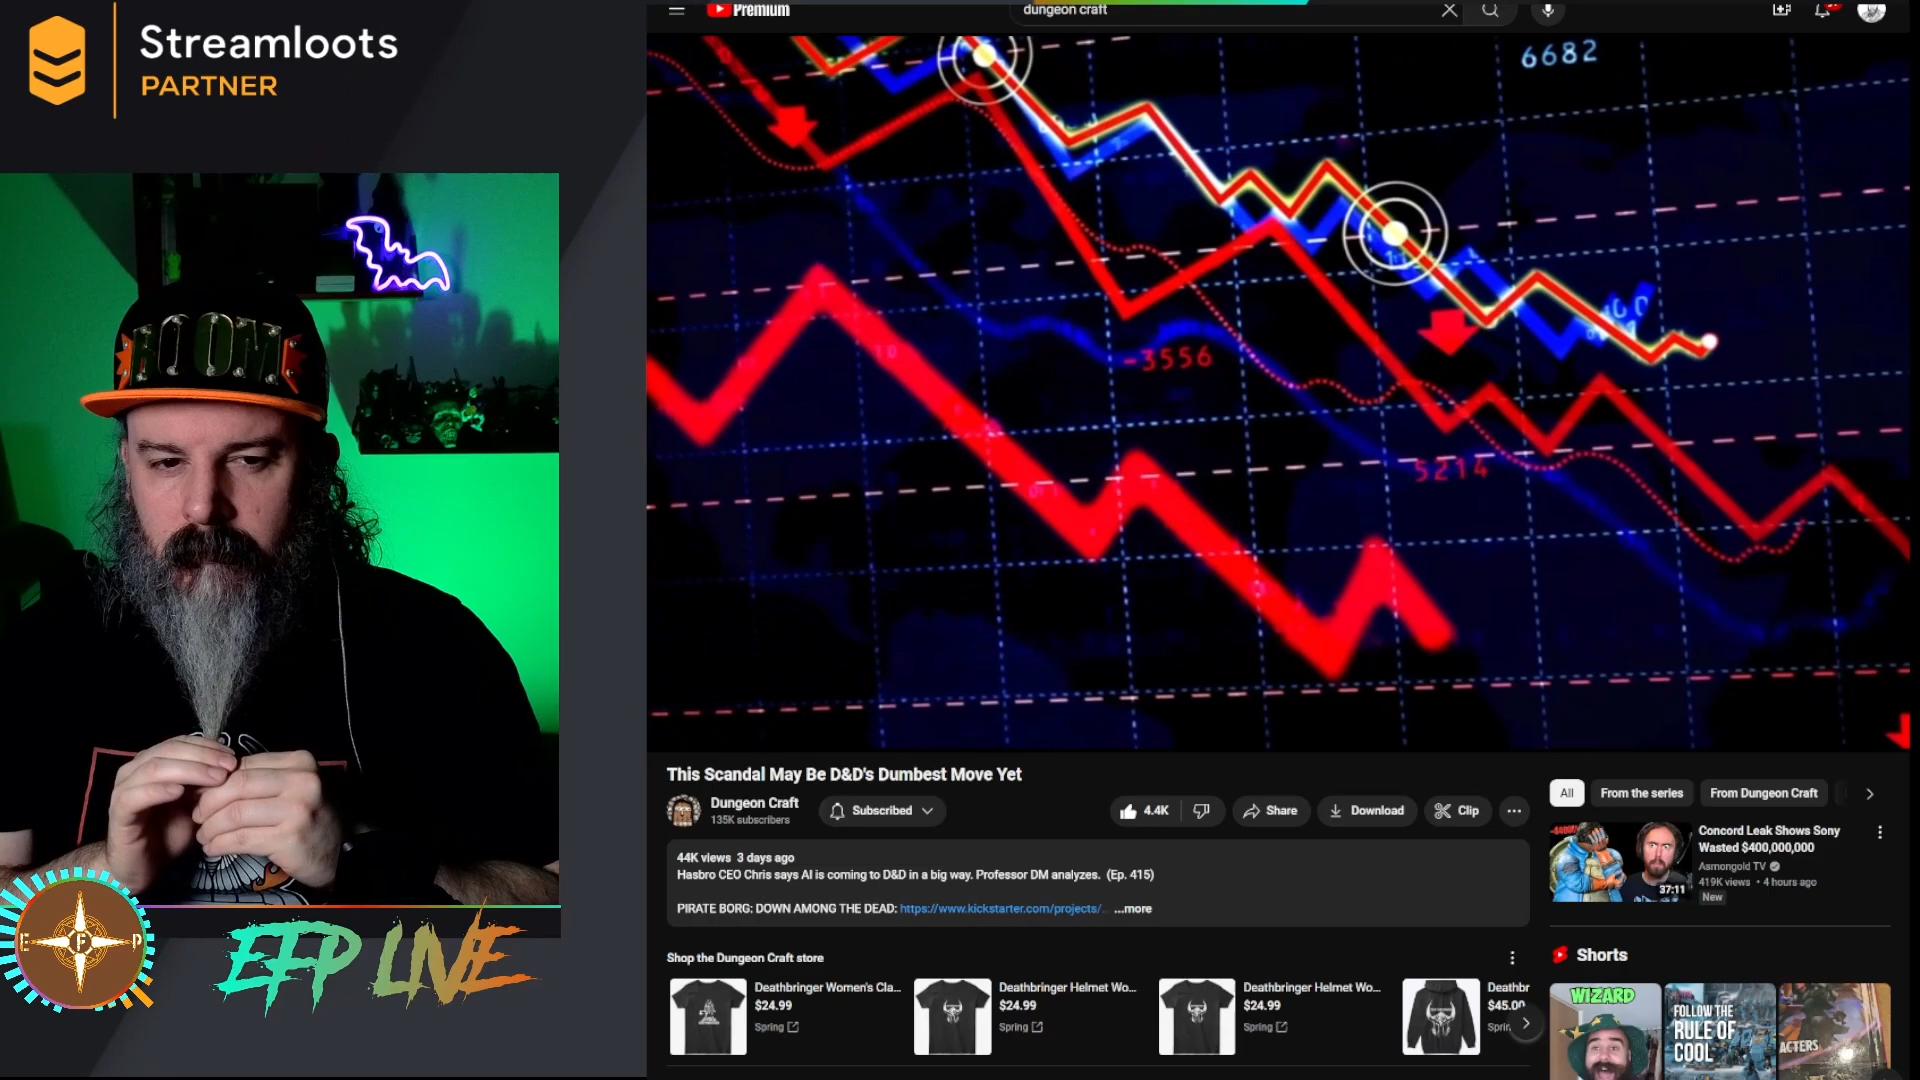 Streamloots
PARTNER
Premium
dungeon craft
6682
-3556
5214
DOOM
E F P
EFP LIVE
This Scandal May Be D&D's Dumbest Move Yet
Dungeon Craft
135K subscribers
Subscribed
4.4K
Share
Download
Clip
44K views 3 days ago
Hasbro CEO Chris says AI is coming to D&D in a big way. Professor DM analyzes. (Ep. 415)
PIRATE BORG: DOWN AMONG THE DEAD: https://www.kickstarter.com/projects/... ...more
Shop the Dungeon Craft store
Deathbringer Women's Cla...
$24.99
Spring
Deathbringer Helmet Wo...
$24.99
Spring
Deathbringer Helmet Wo...
$24.99
Spring
Deathbr
$45.00
Sprin
All
From the series
From Dungeon Craft
Concord Leak Shows Sony
Wasted $400,000,000
Asmongold TV
419K views • 4 hours ago
New
37:11
Shorts
WIZARD
FOLLOW THE
RULE OF
COOL
ACTERS